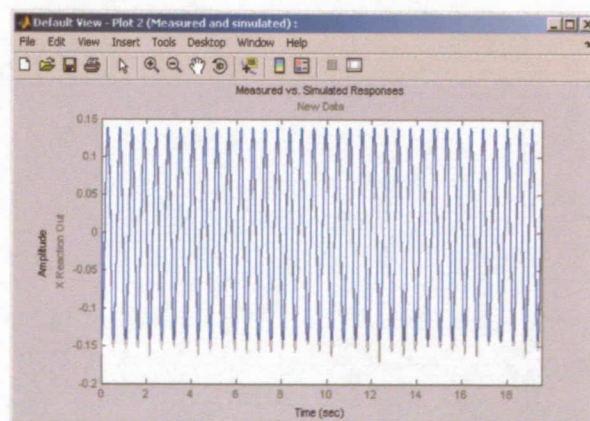 Default View - Plot 2 (Measured and simulated) :
File Edit View Insert Tools Desktop Window Help
Measured vs. Simulated Responses
New Data
0.15
0.1
0.05
0
-0.05
-0.1
-0.15
-0.2
Amplitude
X Reaction Out
0 2 4 6 8 10 12 14 16 18
Time (sec)